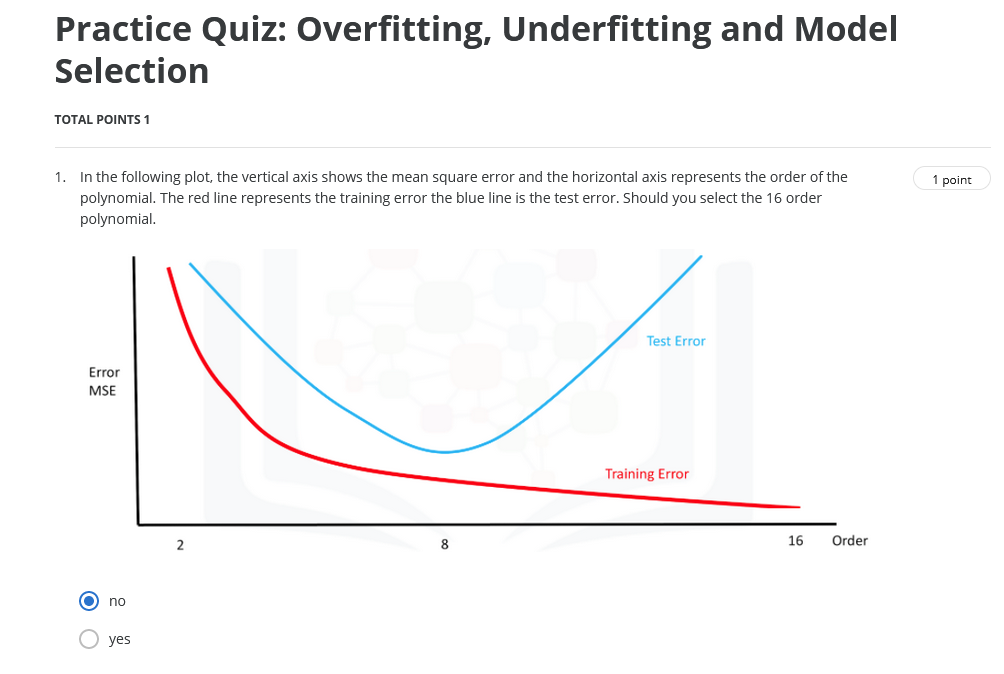 Practice Quiz: Overfitting, Underfitting and Model
Selection
TOTAL POINTS 1
1. In the following plot, the vertical axis shows the mean square error and the horizontal axis represents the order of the
1 point
polynomial. The red line represents the training error the blue line is the test error. Should you select the 16 order
polynomial.
Test Error
Error
MSE
Training Error
2
8
16
Order
no
yes